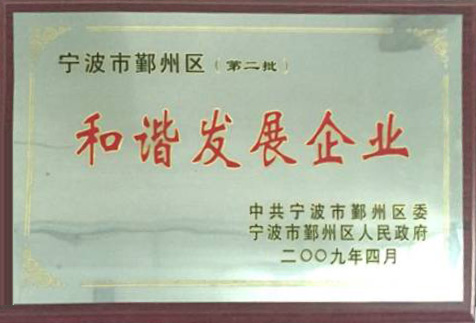 宁波市鄞州区（第二批）
和谐发展企业
中共宁波市鄞州区委
宁波市鄞州区人民政府
二〇〇九年四月